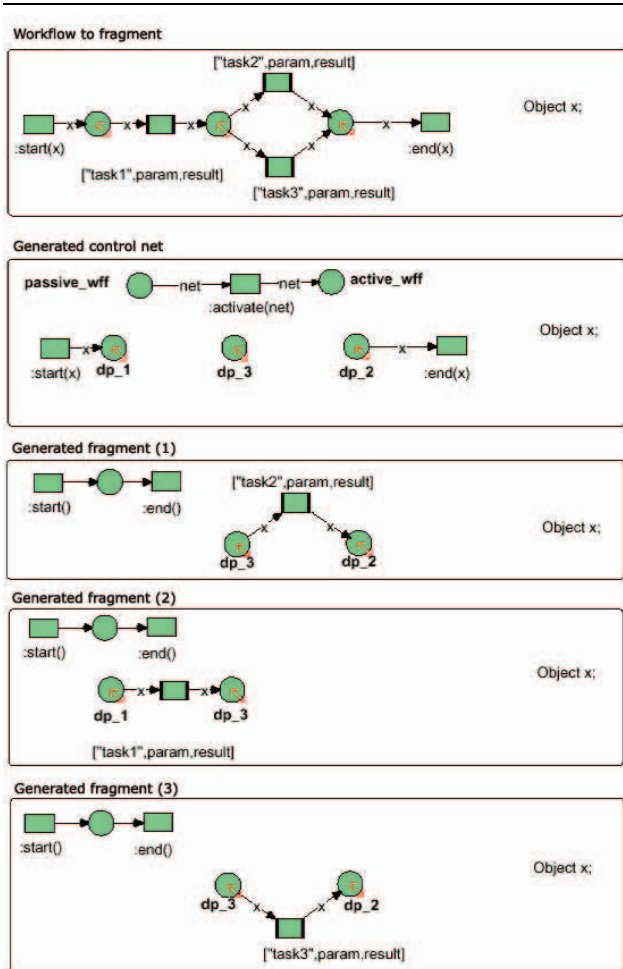 Workflow to fragment
["task2",param,result]
x
x
Object x;
x
x
x
x
x
:start(x)
:end(x)
["task1",param,result]
["task3",param,result]
Generated control net
passive_wff
net
net
active_wff
:activate(net)
Object x;
x
x
:start(x)
dp_1
dp_3
dp_2
:end(x)
Generated fragment (1)
["task2",param,result]
:start()
:end()
x
x
Object x;
dp_3
dp_2
Generated fragment (2)
:start()
:end()
Object x;
x
x
dp_1
dp_3
["task1",param,result]
Generated fragment (3)
:start()
:end()
Object x;
dp_3
x
x
dp_2
["task3",param,result]